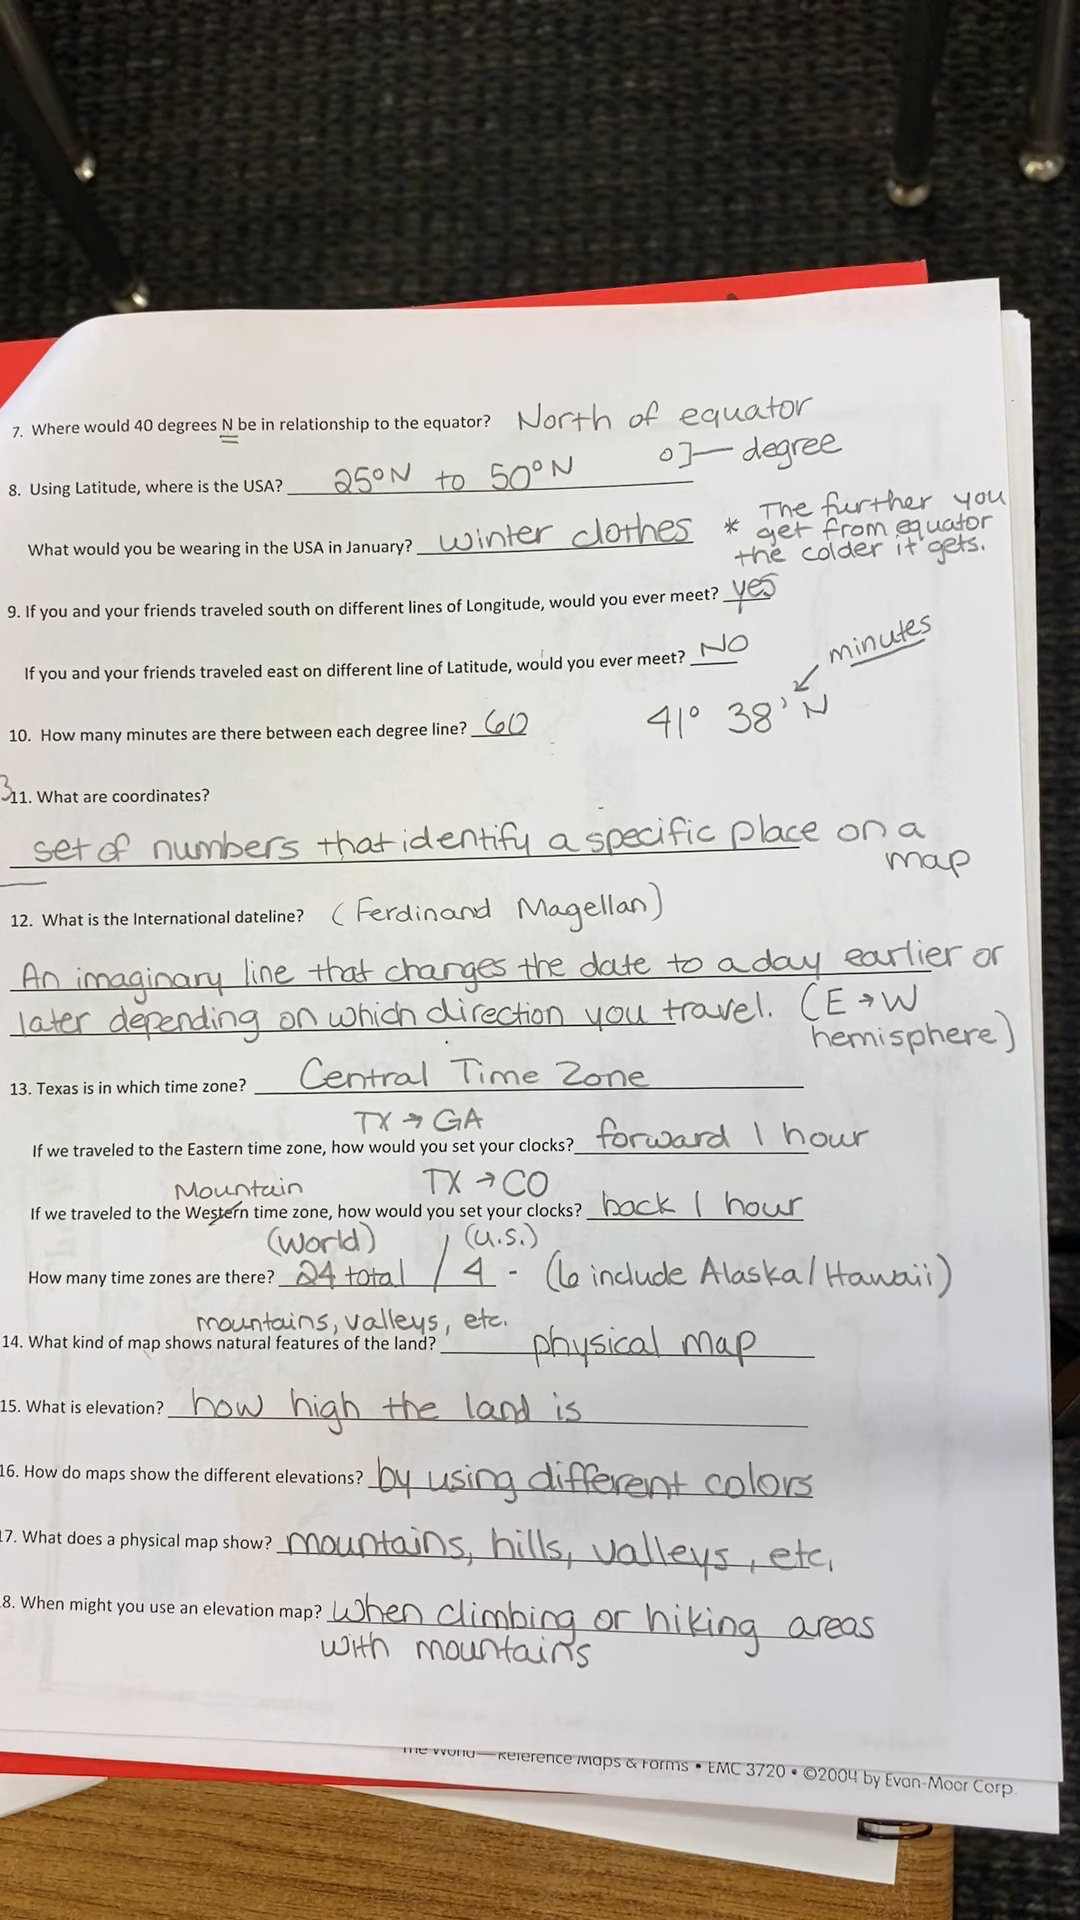 7. Where would 40 degrees N be in relationship to the equator? North of equator
o]— degree
8. Using Latitude, where is the USA? 25°N to 50°N
What would you be wearing in the USA in January? winter clothes
* The further you
get from equator
the colder it gets.
9. If you and your friends traveled south on different lines of Longitude, would you ever meet? yes
If you and your friends traveled east on different line of Latitude, would you ever meet? NO
minutes
10. How many minutes are there between each degree line? 60
41° 38' N
11. What are coordinates?
set of numbers that identify a specific place on a
map
12. What is the International dateline? (Ferdinand Magellan)
An imaginary line that changes the date to a day earlier or
later depending on which direction you travel. (E → W
hemisphere)
13. Texas is in which time zone? Central Time Zone
TX → GA
If we traveled to the Eastern time zone, how would you set your clocks? forward 1 hour
Mountain TX → CO
If we traveled to the Western time zone, how would you set your clocks? back 1 hour
(World) / (U.S.)
How many time zones are there? 24 total / 4 - (6 include Alaska/Hawaii)
mountains, valleys, etc.
14. What kind of map shows natural features of the land? physical map
15. What is elevation? how high the land is
16. How do maps show the different elevations? by using different colors
17. What does a physical map show? mountains, hills, valleys, etc.
8. When might you use an elevation map? when climbing or hiking areas
with mountains
The World—Reference Maps & Forms • EMC 3720 • ©2004 by Evan-Moor Corp.